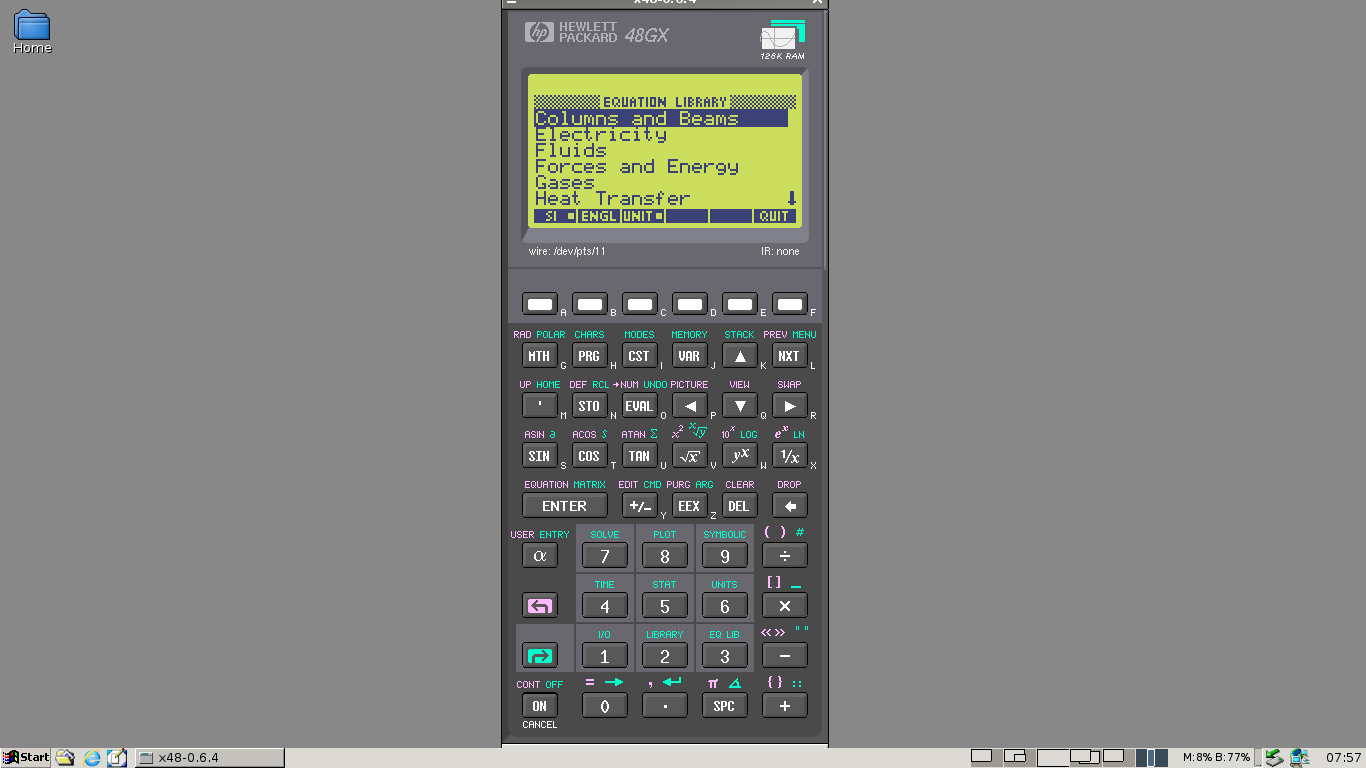 x48-0.6.4
Home
hp HEWLETT PACKARD 48GX
128K RAM
EQUATION LIBRARY
Columns and Beams
Electricity
Fluids
Forces and Energy
Gases
Heat Transfer
SI ENGL UNIT QUIT
wire: /dev/pts/11 IR: none
A B C D E F
RAD POLAR CHARS MODES MEMORY STACK PREV MENU
MTH G PRG H CST I VAR J ▲ K NXT L
UP HOME DEF RCL →NUM UNDO PICTURE VIEW SWAP
' M STO N EVAL O ◀ P ▼ Q ▶ R
ASIN ∂ ACOS ∫ ATAN Σ x² ˣ√y 10ˣ LOG eˣ LN
SIN S COS T TAN U √x V yˣ W 1/x X
EQUATION MATRIX EDIT CMD PURG ARG CLEAR DROP
ENTER +/− Y EEX Z DEL
USER ENTRY SOLVE PLOT SYMBOLIC ( ) #
α 7 8 9 ÷
TIME STAT UNITS [ ] _
4 5 6 ×
I/O LIBRARY EQ LIB «» " "
1 2 3 −
CONT OFF = → , ↵ π ∡ { } ::
ON 0 . SPC +
CANCEL
Start x48-0.6.4 M:8% B:77% 07:57